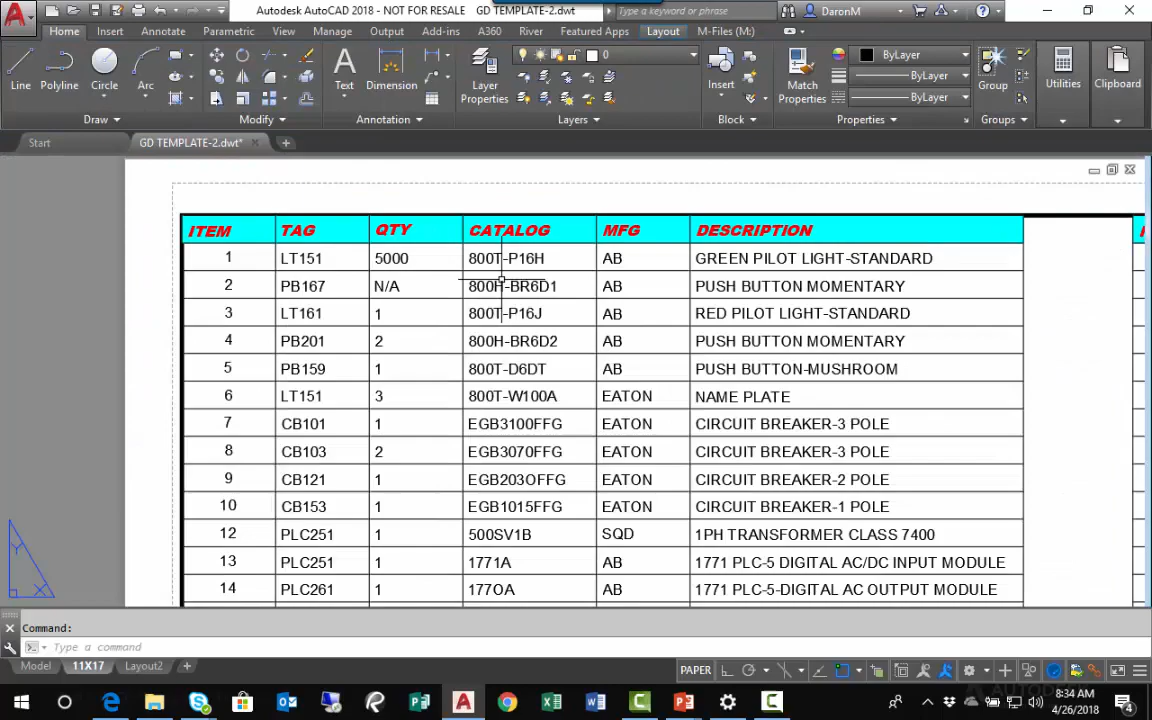 Autodesk AutoCAD 2018 - NOT FOR RESALE GD TEMPLATE-2.dwt
Type a keyword or phrase
DaronM
Home Insert Annotate Parametric View Manage Output Add-ins A360 River Featured Apps Layout M-Files (M:)
Line Polyline Circle Arc
Text Dimension
Layer Properties
0
Insert
Match Properties
ByLayer
ByLayer
ByLayer
Group
Utilities
Clipboard
Draw Modify Annotation Layers Block Properties Groups
Start GD TEMPLATE-2.dwt*
ITEM TAG QTY CATALOG MFG DESCRIPTION
1 LT151 5000 800T-P16H AB GREEN PILOT LIGHT-STANDARD
2 PB167 N/A 800H-BR6D1 AB PUSH BUTTON MOMENTARY
3 LT161 1 800T-P16J AB RED PILOT LIGHT-STANDARD
4 PB201 2 800H-BR6D2 AB PUSH BUTTON MOMENTARY
5 PB159 1 800T-D6DT AB PUSH BUTTON-MUSHROOM
6 LT151 3 800T-W100A EATON NAME PLATE
7 CB101 1 EGB3100FFG EATON CIRCUIT BREAKER-3 POLE
8 CB103 2 EGB3070FFG EATON CIRCUIT BREAKER-3 POLE
9 CB121 1 EGB203OFFG EATON CIRCUIT BREAKER-2 POLE
10 CB153 1 EGB1015FFG EATON CIRCUIT BREAKER-1 POLE
12 PLC251 1 500SV1B SQD 1PH TRANSFORMER CLASS 7400
13 PLC251 1 1771A AB 1771 PLC-5 DIGITAL AC/DC INPUT MODULE
14 PLC261 1 177OA AB 1771 PLC-5-DIGITAL AC OUTPUT MODULE
Y
X
Command:
Type a command
Model 11X17 Layout2 +
PAPER
8:34 AM
4/26/2018
4